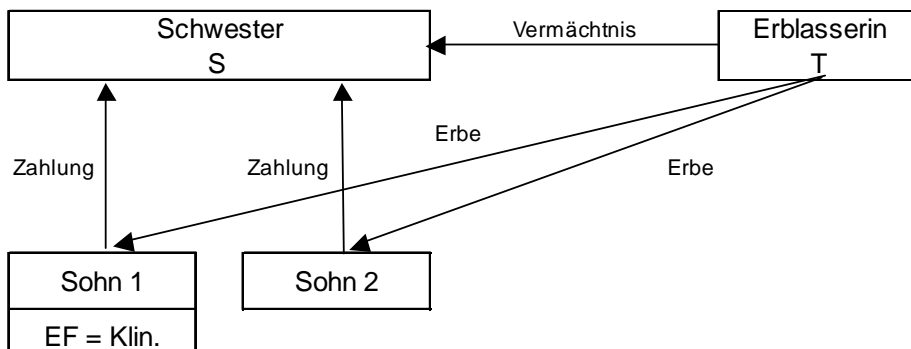 Schwester
S
Vermächtnis
Erblasserin
T
Erbe
Zahlung
Zahlung
Erbe
Sohn 1
Sohn 2
EF = Klin.